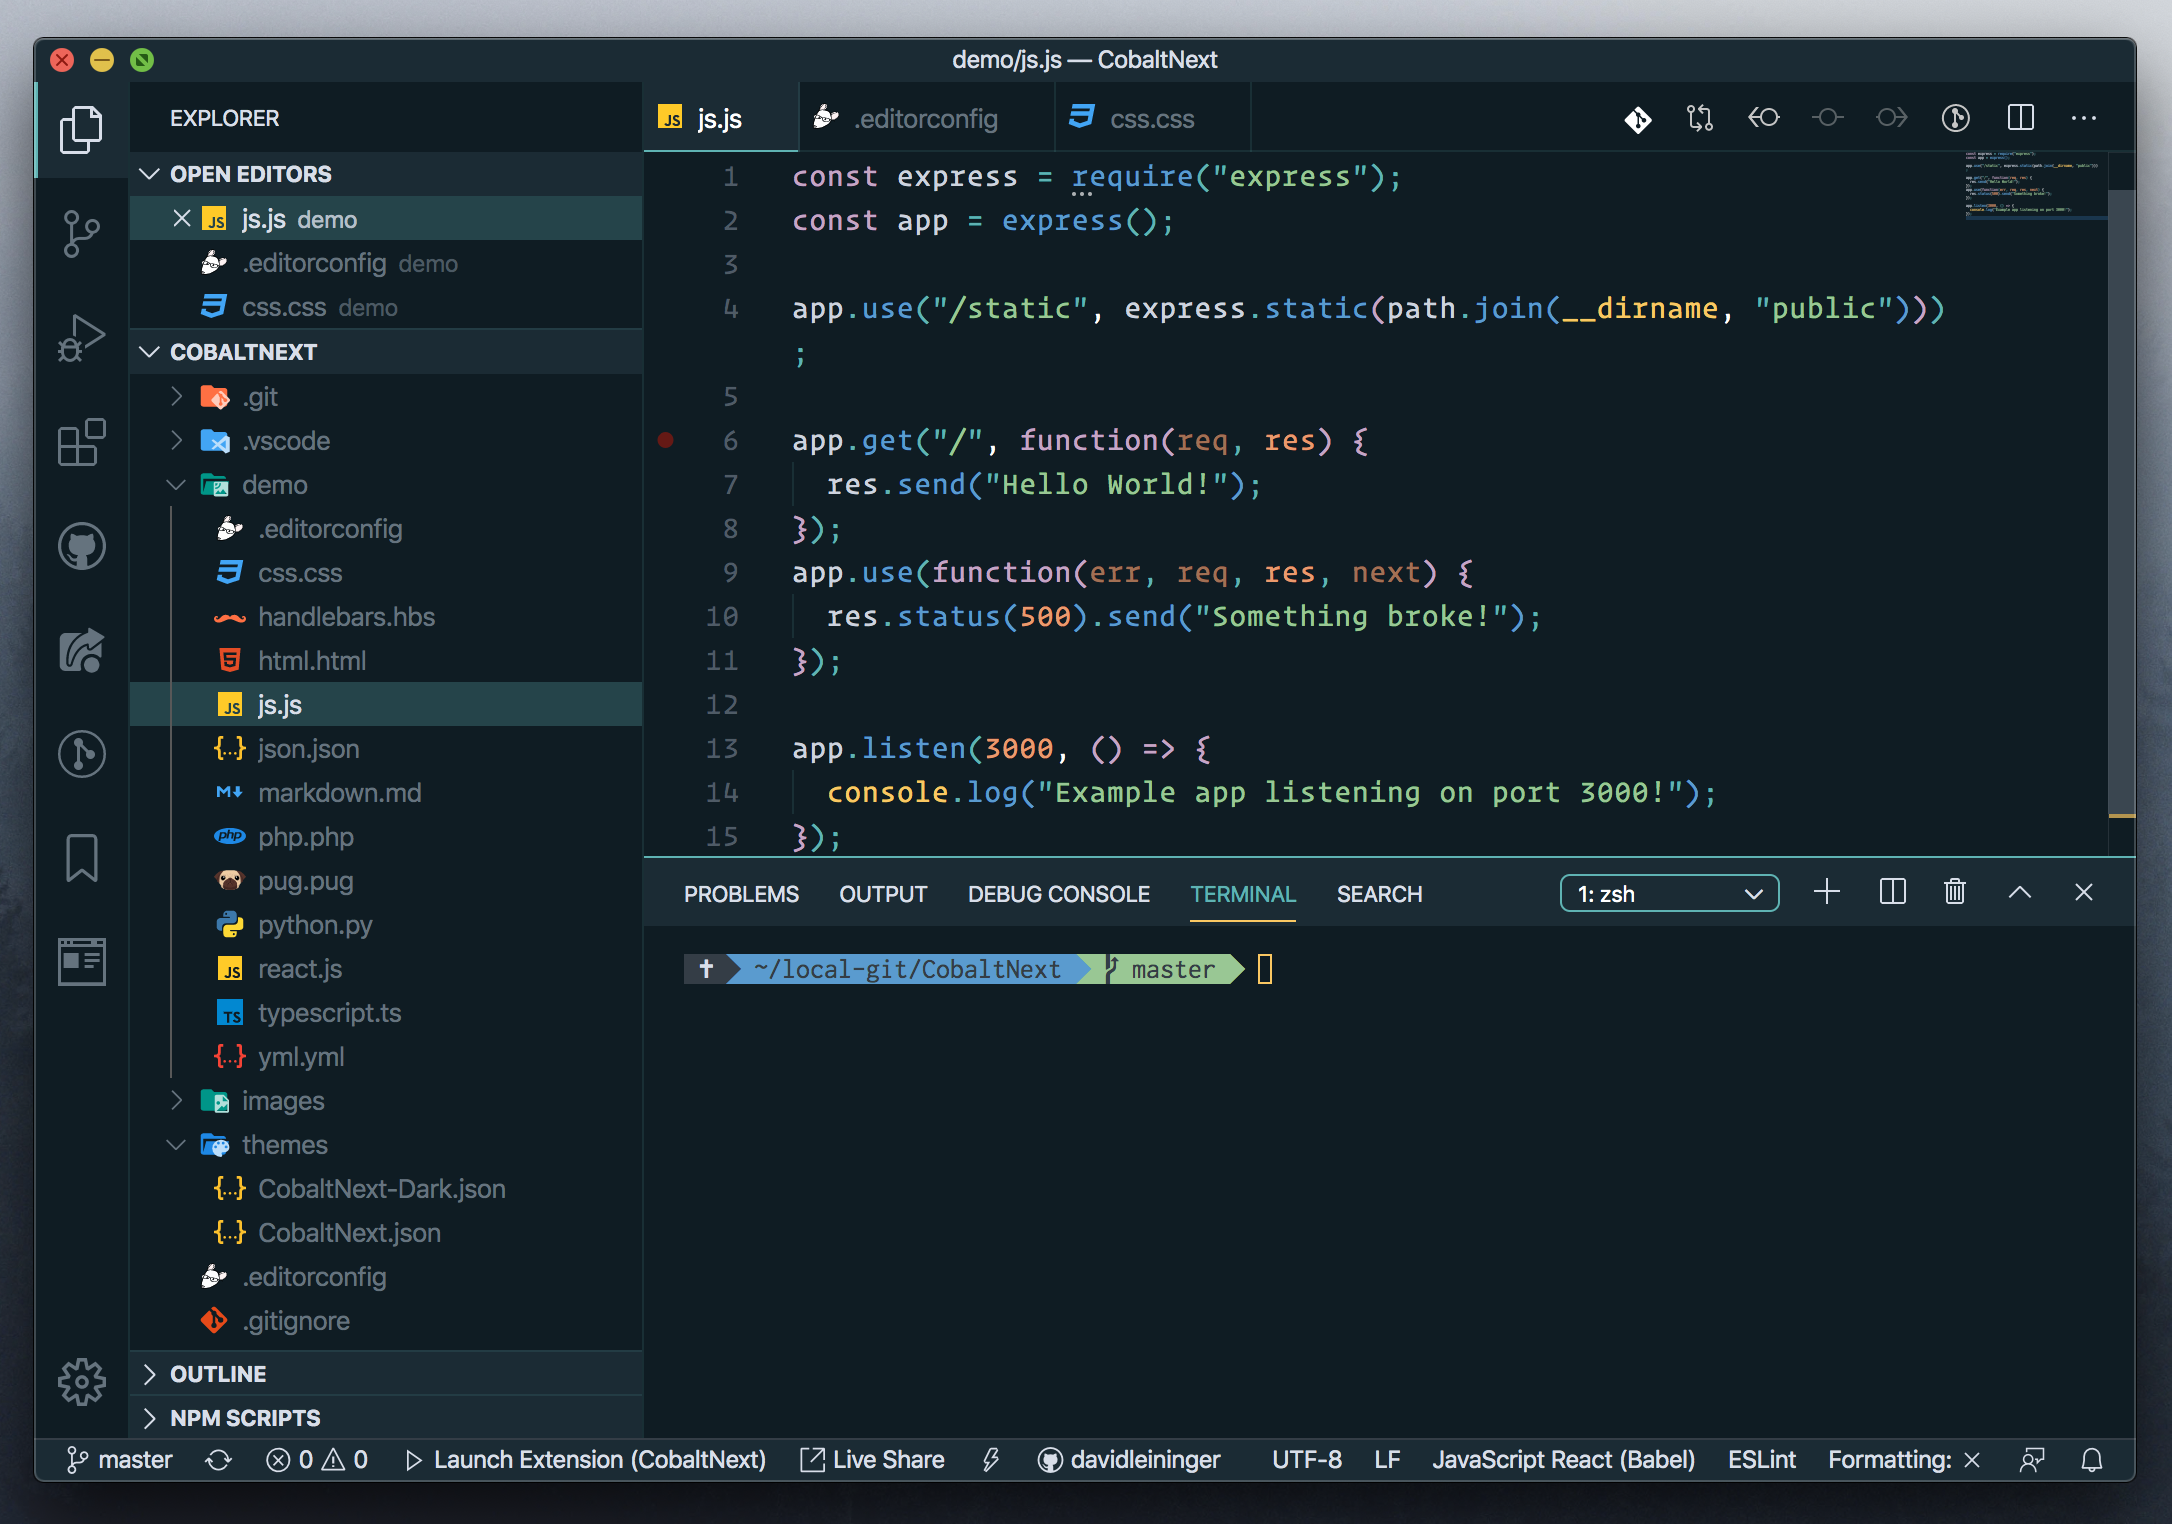 demo/js.js — CobaltNext
EXPLORER
OPEN EDITORS
JS js.js demo
.editorconfig demo
css.css demo
COBALTNEXT
.git
.vscode
demo
.editorconfig
css.css
handlebars.hbs
html.html
JS js.js
{...} json.json
M↓ markdown.md
php php.php
pug.pug
python.py
JS react.js
TS typescript.ts
{...} yml.yml
images
themes
{...} CobaltNext-Dark.json
{...} CobaltNext.json
.editorconfig
.gitignore
OUTLINE
NPM SCRIPTS
JS js.js
.editorconfig
css.css
1 const express = require("express");
2 const app = express();
3
4 app.use("/static", express.static(path.join(__dirname, "public")))
;
5
6 app.get("/", function(req, res) {
7 res.send("Hello World!");
8 });
9 app.use(function(err, req, res, next) {
10 res.status(500).send("Something broke!");
11 });
12
13 app.listen(3000, () => {
14 console.log("Example app listening on port 3000!");
15 });
PROBLEMS OUTPUT DEBUG CONSOLE TERMINAL SEARCH 1: zsh
~/local-git/CobaltNext master
master 0 0 Launch Extension (CobaltNext) Live Share davidleininger UTF-8 LF JavaScript React (Babel) ESLint Formatting: ×